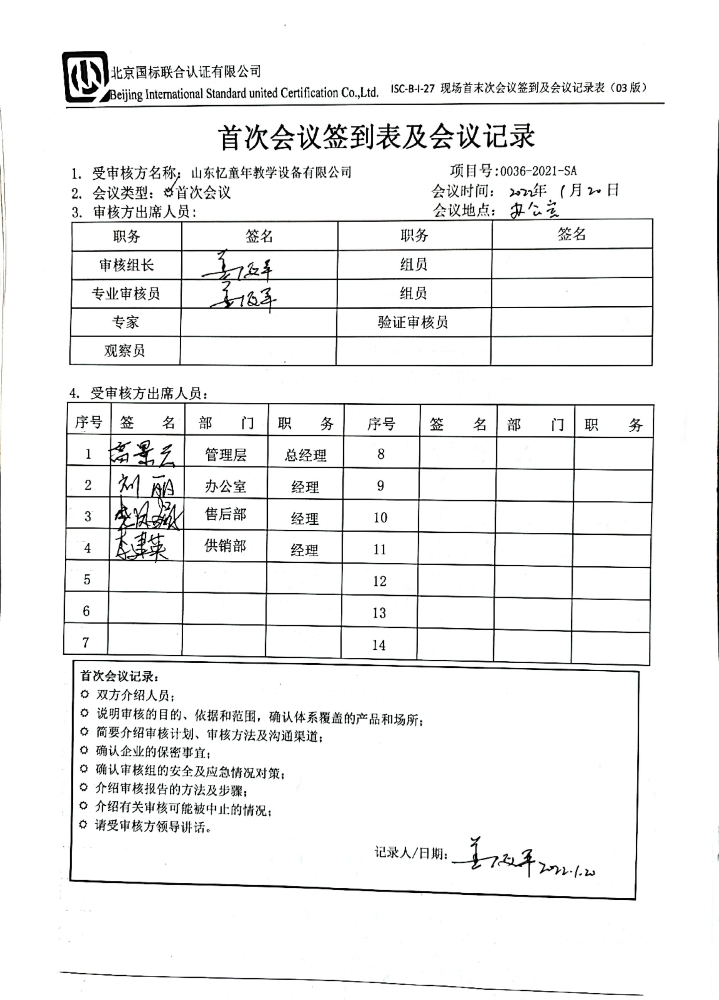 北京国标联合认证有限公司
Beijing International Standard united Certification Co.,Ltd. ISC-B-I-27 现场首末次会议签到及会议记录表（03 版）
首次会议签到表及会议记录
1. 受审核方名称：山东忆童年教学设备有限公司 项目号:0036-2021-SA
2. 会议类型：首次会议 会议时间： 2022年 1月20日
3. 审核方出席人员： 会议地点： 办公室
职务 签名 职务 签名
审核组长 组员
专业审核员 组员
专家 验证审核员
观察员
4. 受审核方出席人员：
序号 签 名 部 门 职 务 序号 签 名 部 门 职 务
1 高景云 管理层 总经理 8
2 刘丽 办公室 经理 9
3 售后部 经理 10
4 供销部 经理 11
5 12
6 13
7 14
首次会议记录：
双方介绍人员；
说明审核的目的、依据和范围，确认体系覆盖的产品和场所；
简要介绍审核计划、审核方法及沟通渠道；
确认企业的保密事宜；
确认审核组的安全及应急情况对策；
介绍审核报告的方法及步骤；
介绍有关审核可能被中止的情况；
请受审核方领导讲话。
记录人/日期： 2022.1.20